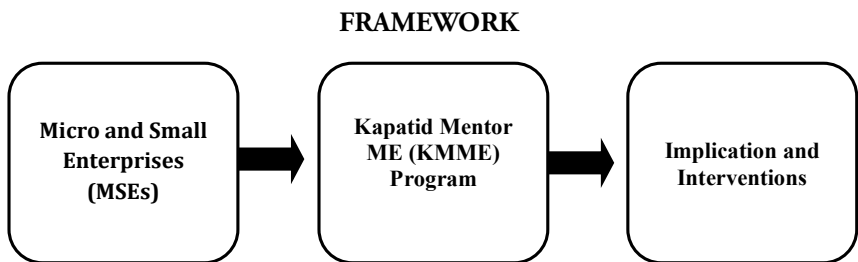 FRAMEWORK
Micro and Small
Enterprises
(MSEs)
Kapatid Mentor
ME (KMME)
Program
Implication and
Interventions